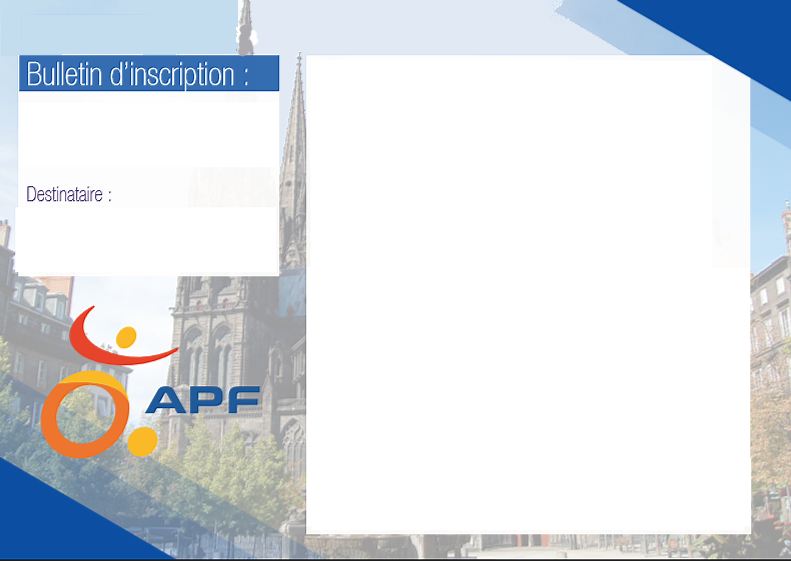 Bulletin d'inscription :
Destinataire :
APF